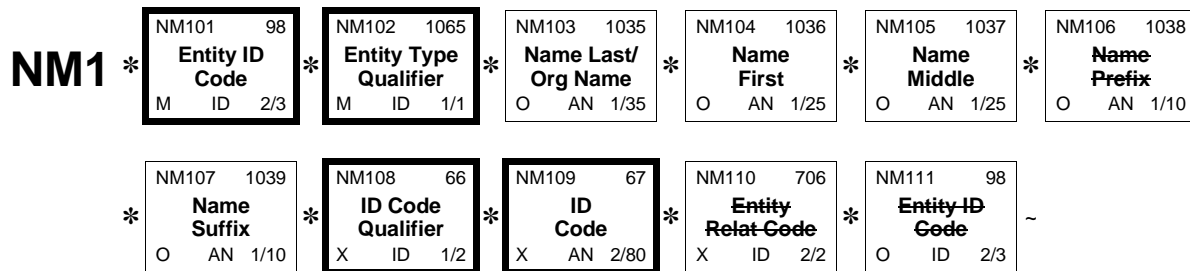 NM101 98 NM102 1065 NM103 1035 NM104 1036 NM105 1037 NM106 1038
Entity ID Entity Type Name Last/ Name Name Name
NM1 * Code * Qualifier * Org Name * First * Middle * Prefix
M ID 2/3 M ID 1/1 O AN 1/35 O AN 1/25 O AN 1/25 O AN 1/10
NM107 1039 NM108 66 NM109 67 NM110 706 NM111 98
Name ID Code ID Entity Entity ID
* Suffix * Qualifier * Code * Relat Code * Code ~
O AN 1/10 X ID 1/2 X AN 2/80 X ID 2/2 O ID 2/3